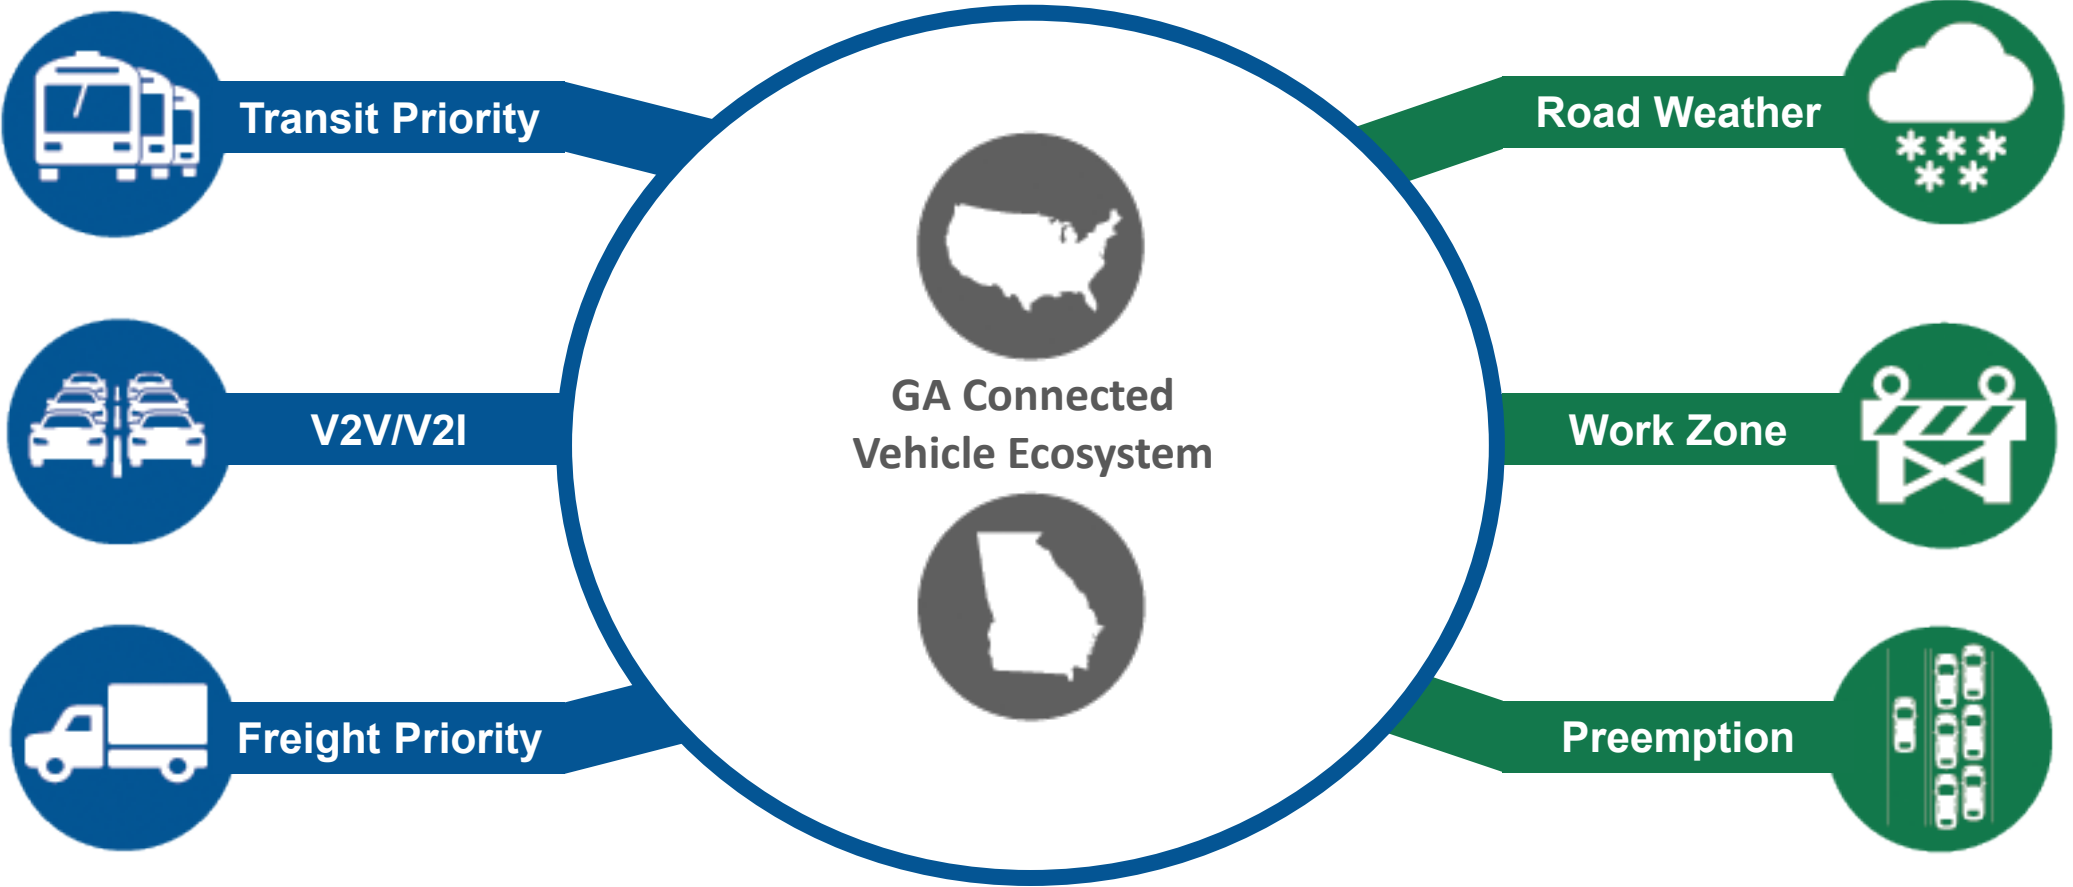 Transit Priority
Road Weather
GA Connected
Vehicle Ecosystem
V2V/V2I
Work Zone
Freight Priority
Preemption